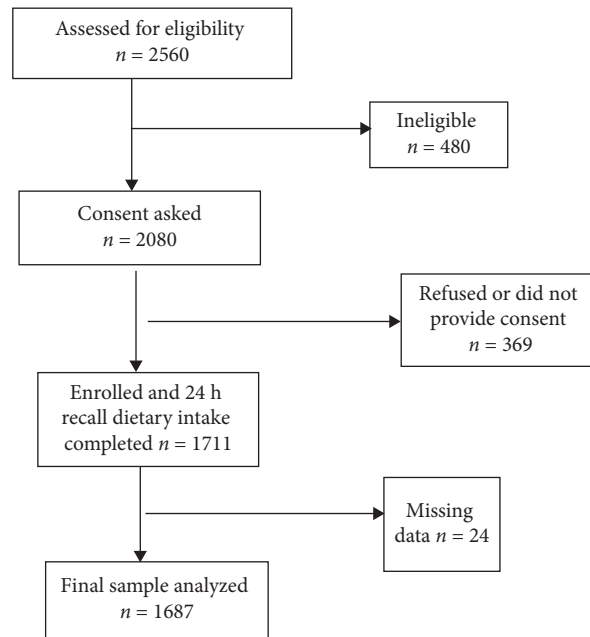 Assessed for eligibility
n = 2560
Ineligible
n = 480
Consent asked
n = 2080
Refused or did not
provide consent
n = 369
Enrolled and 24 h
recall dietary intake
completed n = 1711
Missing
data n = 24
Final sample analyzed
n = 1687